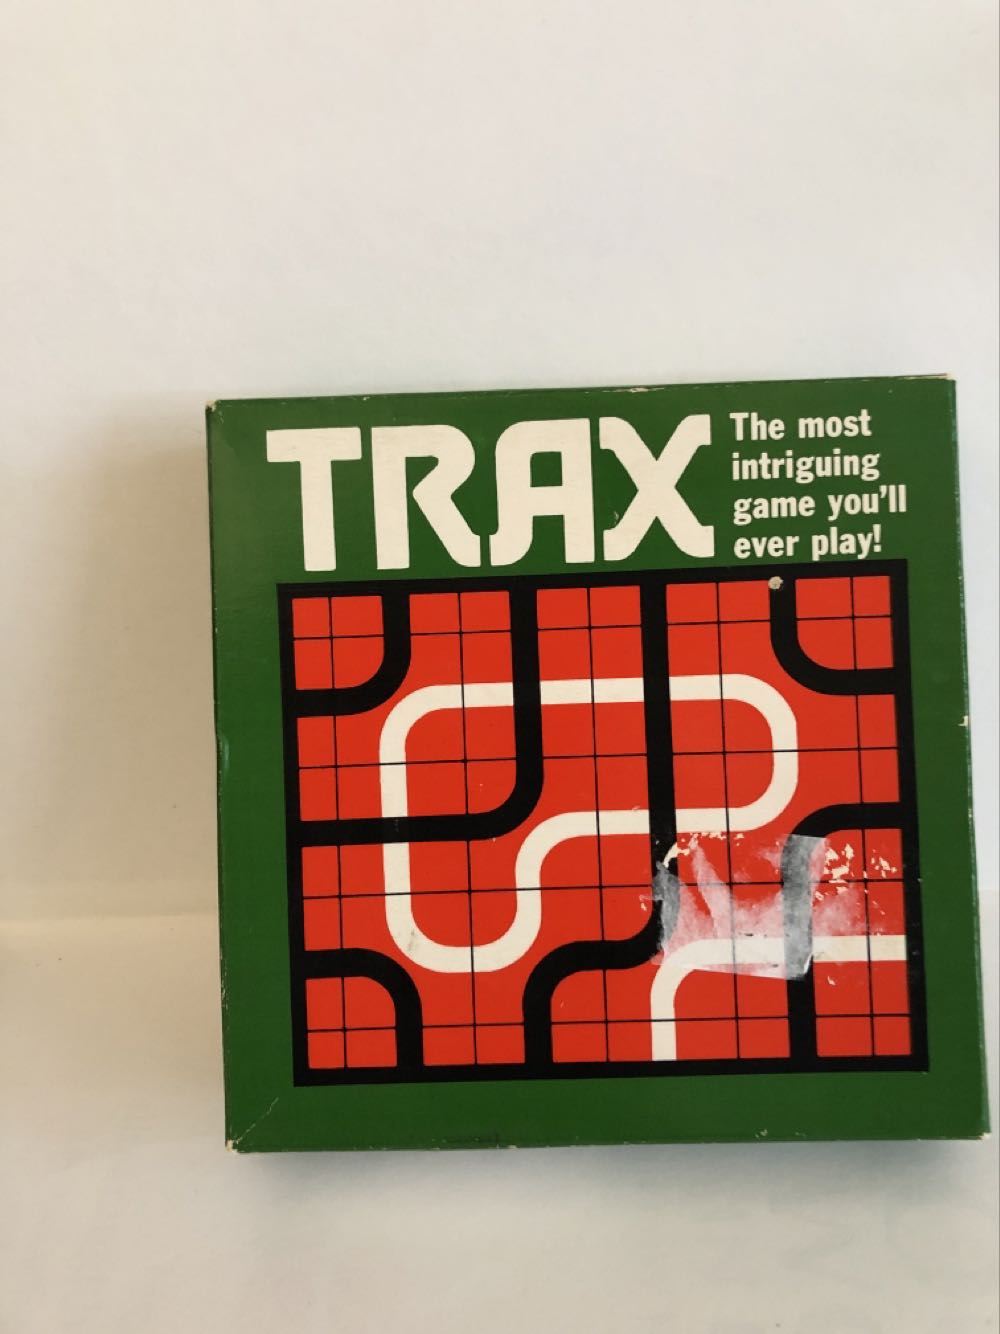 TRAX
The most
intriguing
game you'll
ever play!